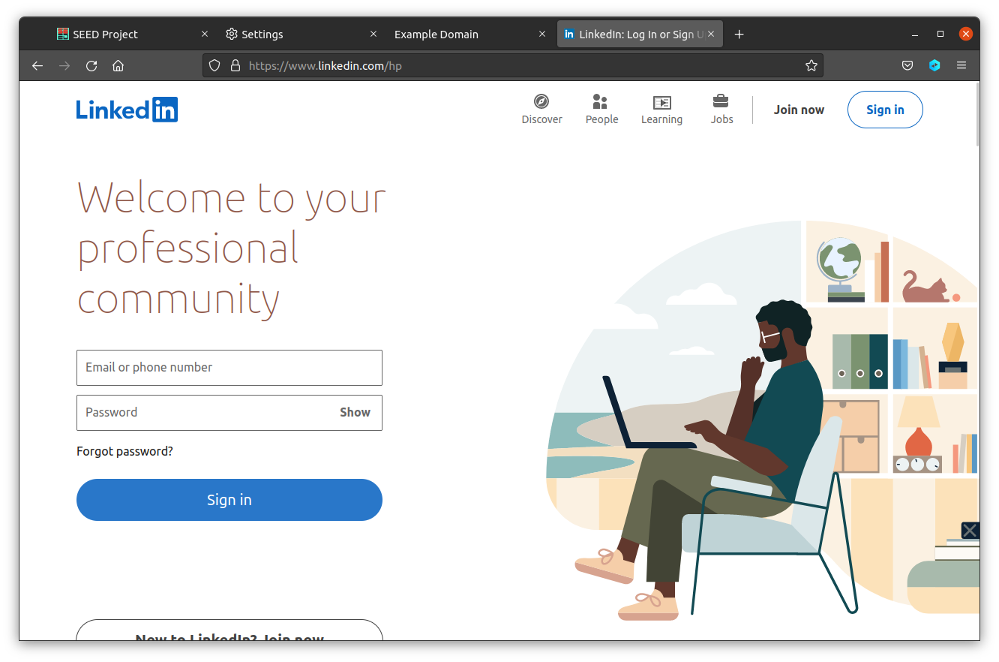 SEED Project
Settings
Example Domain
LinkedIn: Log In or Sign U
https://www.linkedin.com/hp
Linkedin
Discover
People
Learning
Jobs
Join now
Sign in
Welcome to your
professional
community
Email or phone number
Password
Show
Forgot password?
Sign in
New to LinkedIn? Join now